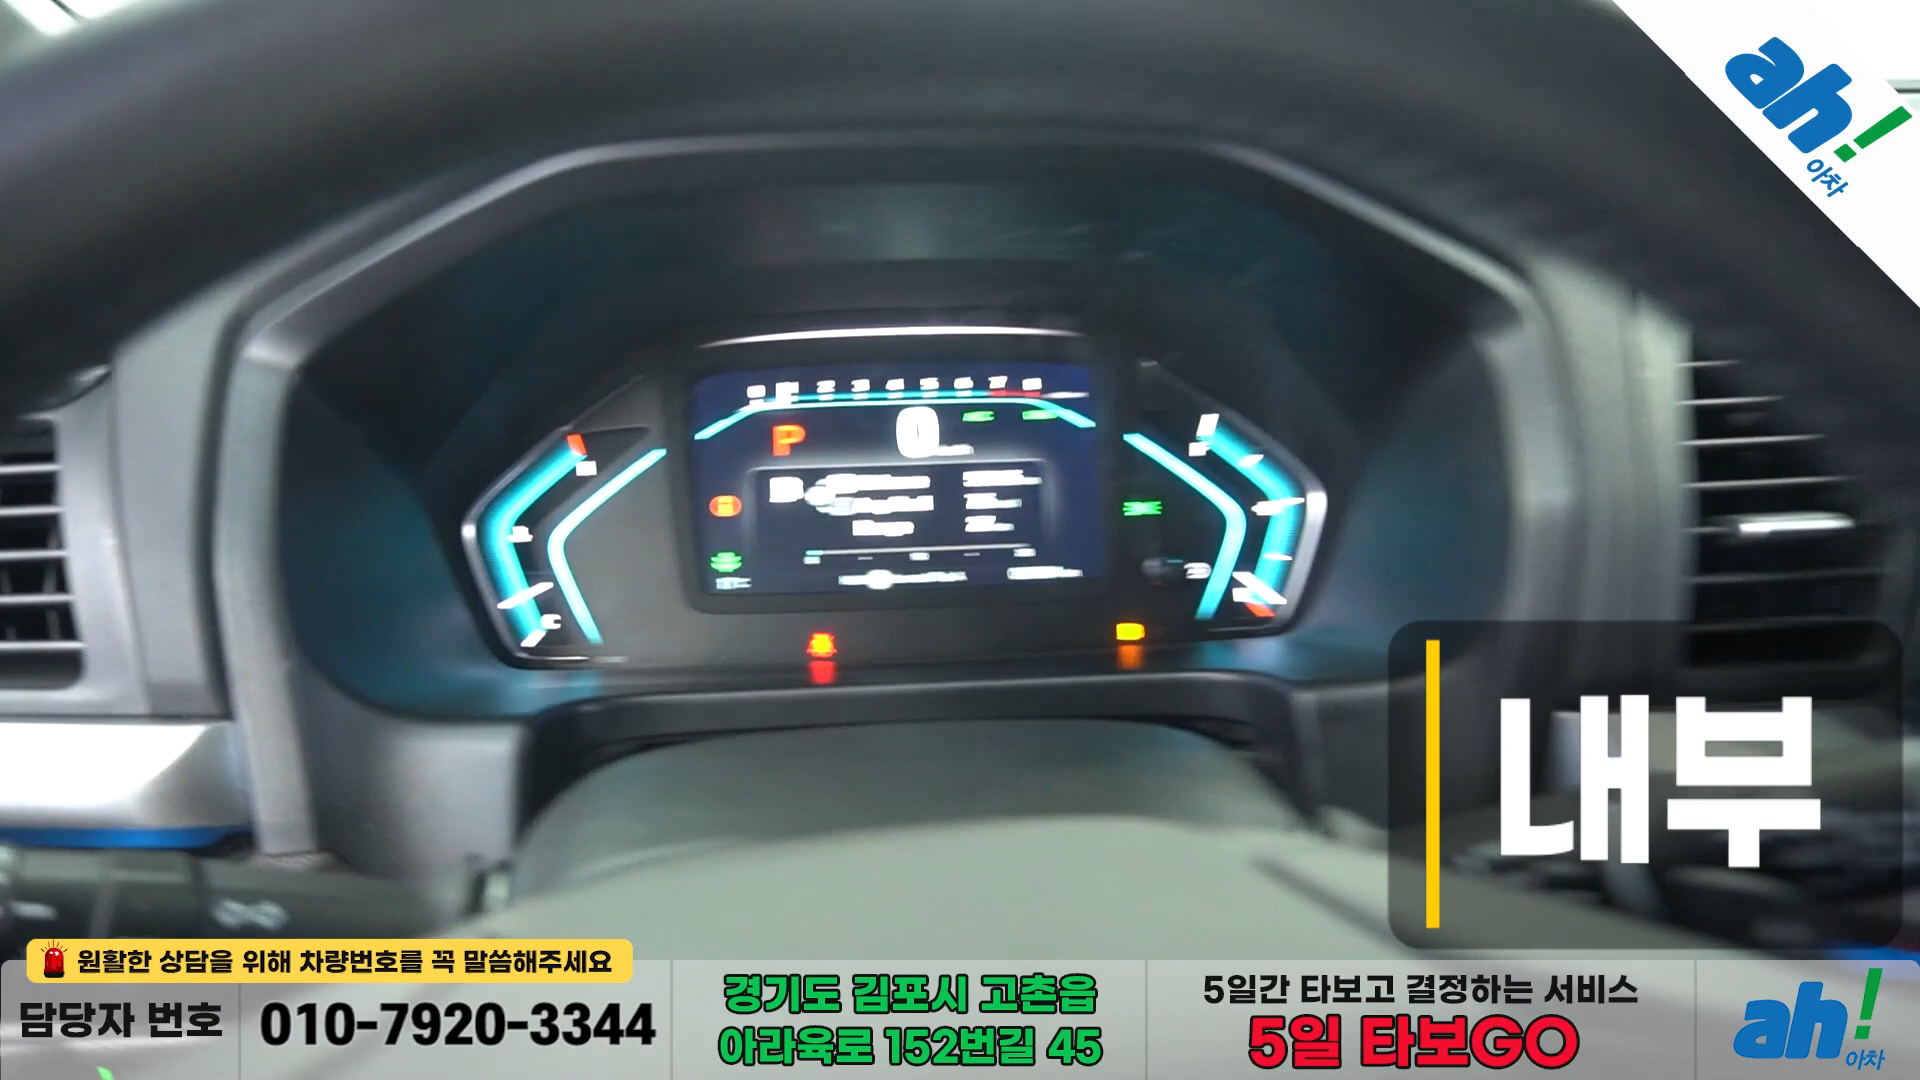 ah!
아차
P
0
내부
원활한 상담을 위해 차량번호를 꼭 말씀해주세요
담당자 번호
010-7920-3344
경기도 김포시 고촌읍
아라육로 152번길 45
5일간 타보고 결정하는 서비스
5일 타보GO
ah!
아차